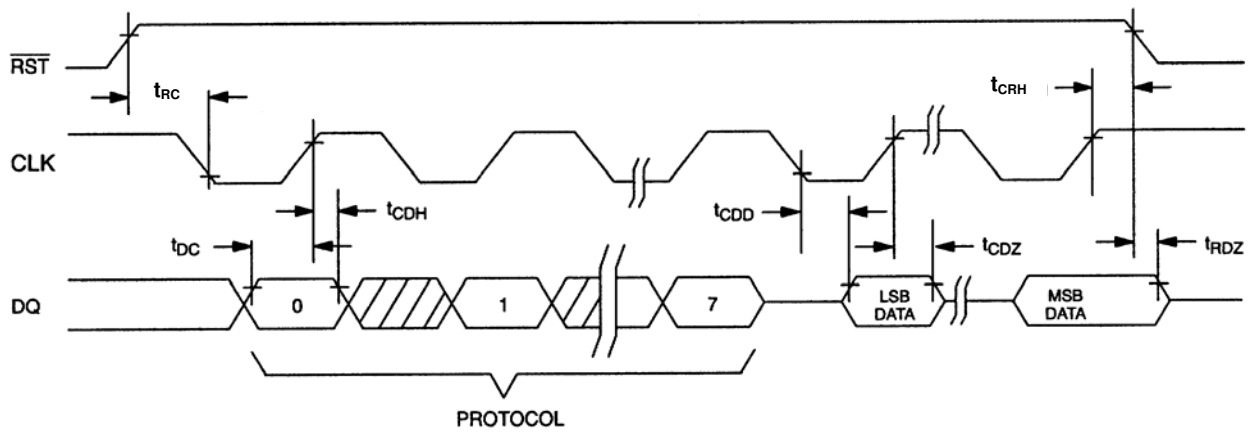 RST
tRC
tCRH
CLK
tCDH
tCDD
tDC
tCDZ
tRDZ
DQ
0
1
7
LSB
DATA
MSB
DATA
PROTOCOL